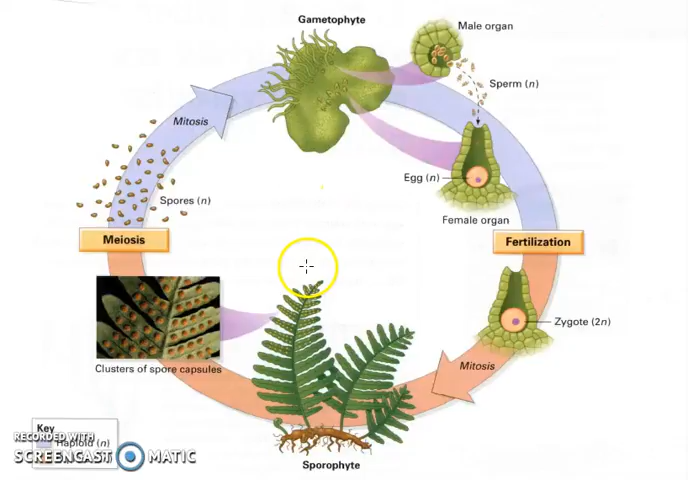 Gametophyte
Male organ
Sperm (n)
Mitosis
Egg (n)
Spores (n)
Female organ
Meiosis
Fertilization
Zygote (2n)
Mitosis
Clusters of spore capsules
Key
Haploid (n)
RECORDED WITH
SCREENCAST MATIC
Sporophyte